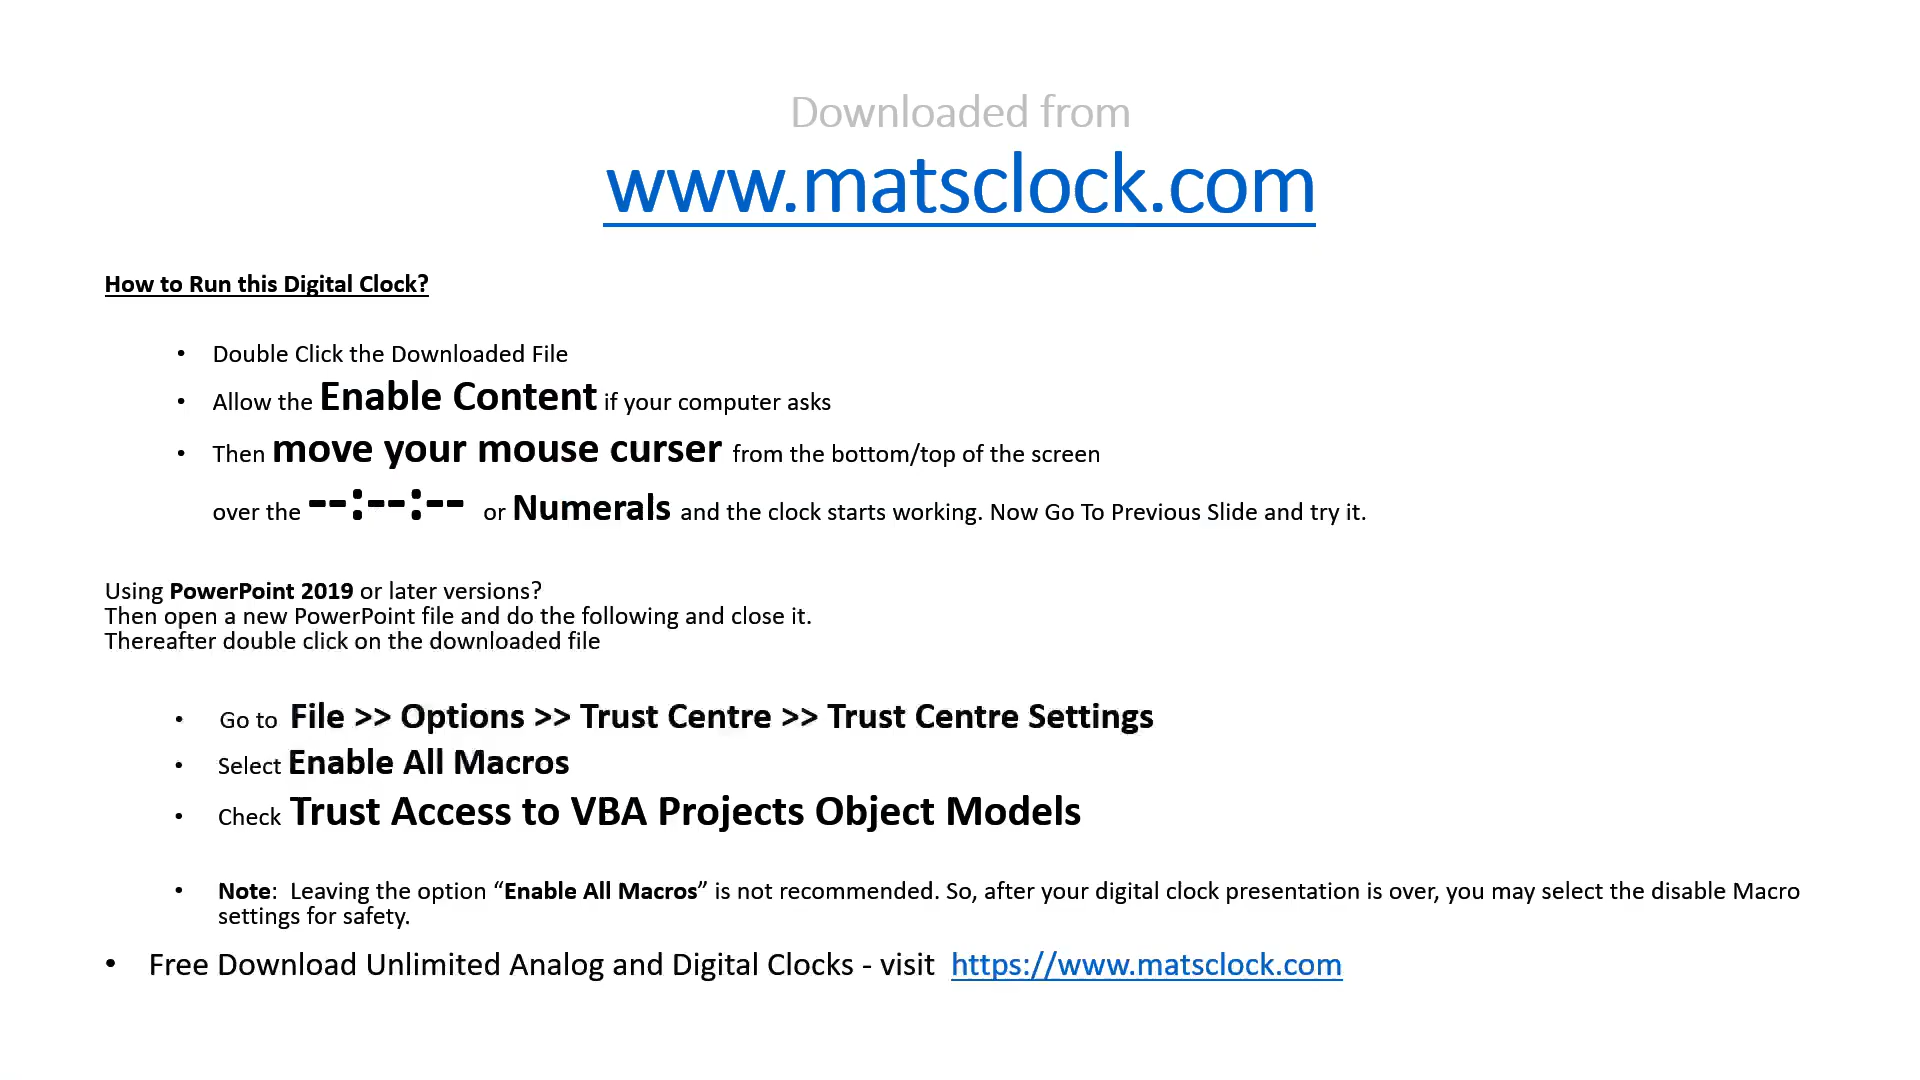 Downloaded from
www.matsclock.com
How to Run this Digital Clock?
• Double Click the Downloaded File
• Allow the Enable Content if your computer asks
• Then move your mouse curser from the bottom/top of the screen
over the --:--:-- or Numerals and the clock starts working. Now Go To Previous Slide and try it.
Using PowerPoint 2019 or later versions?
Then open a new PowerPoint file and do the following and close it.
Thereafter double click on the downloaded file
• Go to File >> Options >> Trust Centre >> Trust Centre Settings
• Select Enable All Macros
• Check Trust Access to VBA Projects Object Models
• Note: Leaving the option “Enable All Macros” is not recommended. So, after your digital clock presentation is over, you may select the disable Macro
settings for safety.
• Free Download Unlimited Analog and Digital Clocks - visit https://www.matsclock.com